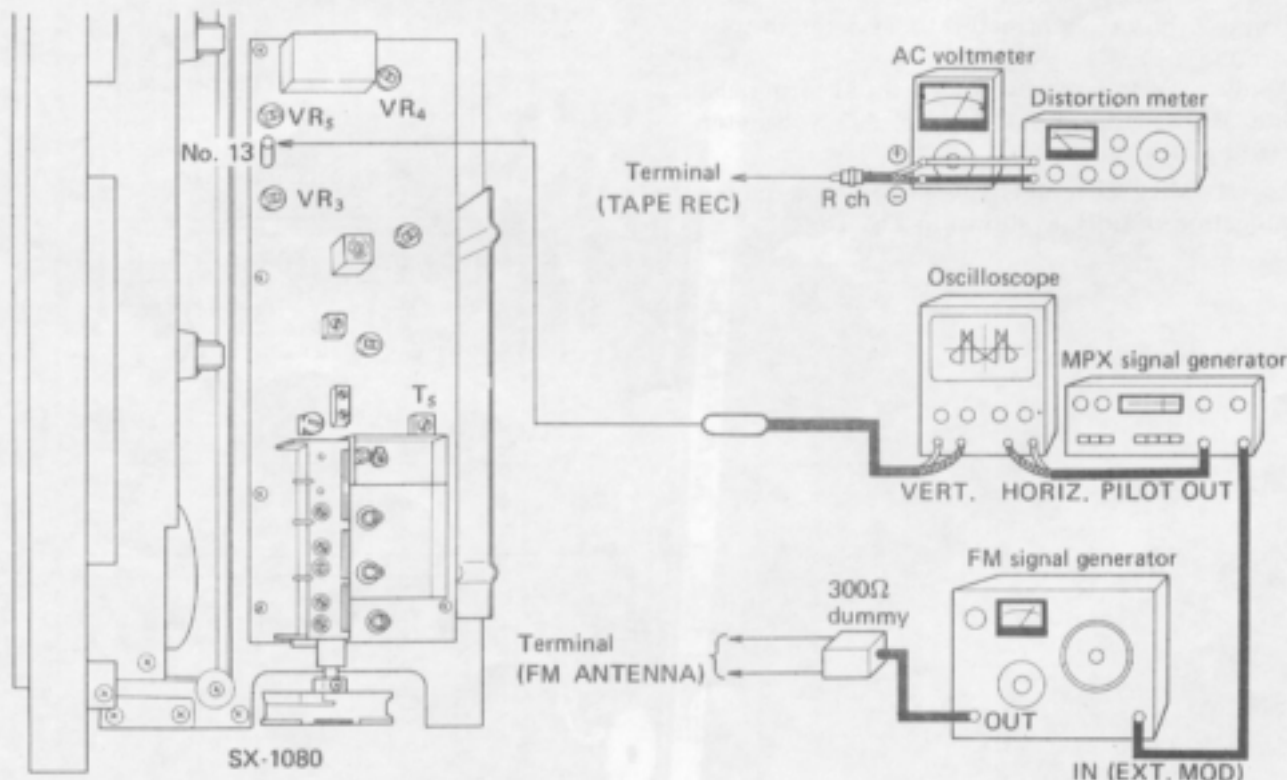 VR₄
VR₅
No. 13
VR₃
T₅
SX-1080
AC voltmeter
Distortion meter
Terminal
(TAPE REC)
R ch
⊕
⊖
Oscilloscope
MPX signal generator
VERT. HORIZ. PILOT OUT
FM signal generator
300Ω
dummy
Terminal
(FM ANTENNA)
OUT
IN (EXT. MOD)